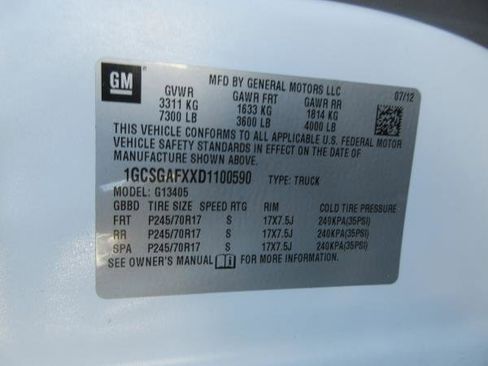 GM
MFD BY GENERAL MOTORS LLC
07/12
GVWR GAWR FRT GAWR RR
3311 KG 1633 KG 1814 KG
7300 LB 3600 LB 4000 LB
THIS VEHICLE CONFORMS TO ALL APPLICABLE U.S. FEDERAL MOTOR
VEHICLE SAFETY STANDARDS IN EFFECT ON THE DATE OF
MANUFACTURE SHOWN ABOVE.
1GCSGAFXXD1100590 TYPE: TRUCK
MODEL: G13405
GBBD TIRE SIZE SPEED RTG RIM COLD TIRE PRESSURE
FRT P245/70R17 S 17X7.5J 240KPA(35PSI)
RR P245/70R17 S 17X7.5J 240KPA(35PSI)
SPA P245/70R17 S 17X7.5J 240KPA(35PSI)
SEE OWNER'S MANUAL FOR MORE INFORMATION.